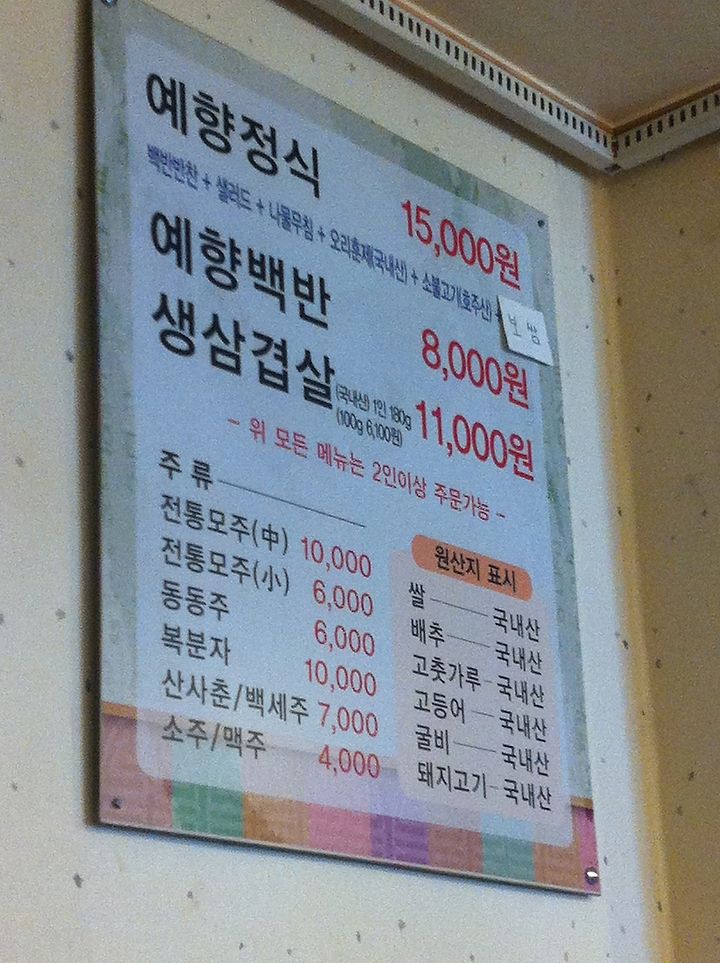 예향정식 15,000원
백반반찬 + 샐러드 + 나물무침 + 오리훈제(국내산) + 소불고기(호주산) + 보쌈
예향백반 8,000원
생삼겹살 (국내산) 1인 180g 11,000원
(100g 6,100원)
- 위 모든 메뉴는 2인이상 주문가능 -
주 류
전통모주(中) 10,000
전통모주(小) 6,000
동동주 6,000
복분자 10,000
산사춘/백세주 7,000
소주/맥주 4,000
원산지 표시
쌀 국내산
배추 국내산
고춧가루 국내산
고등어 국내산
굴비 국내산
돼지고기 국내산